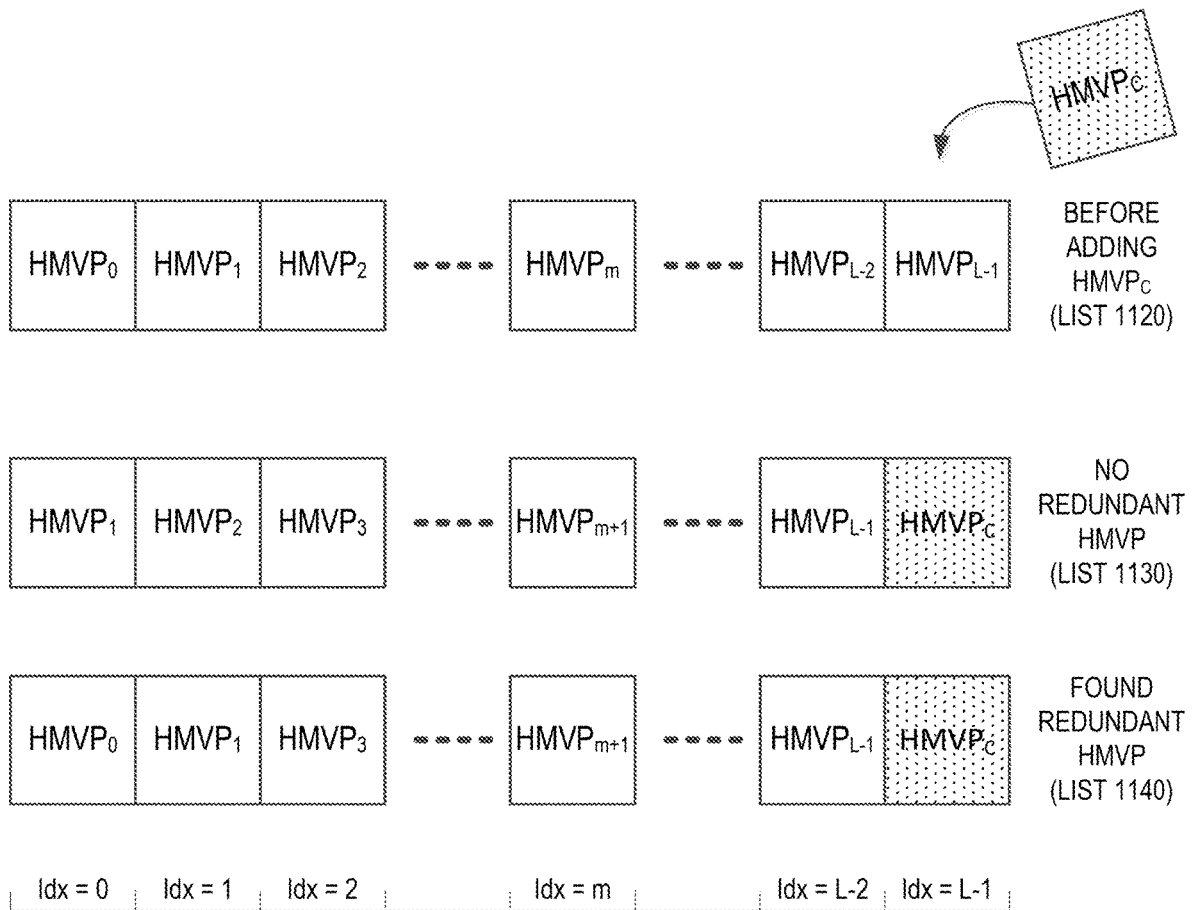 HMVPC
HMVP0 HMVP1 HMVP2 HMVPm HMVPL-2 HMVPL-1
BEFORE
ADDING
HMVPC
(LIST 1120)
HMVP1 HMVP2 HMVP3 HMVPm+1 HMVPL-1 HMVPC
NO
REDUNDANT
HMVP
(LIST 1130)
HMVP0 HMVP1 HMVP3 HMVPm+1 HMVPL-1 HMVPC
FOUND
REDUNDANT
HMVP
(LIST 1140)
Idx = 0 Idx = 1 Idx = 2 Idx = m Idx = L-2 Idx = L-1